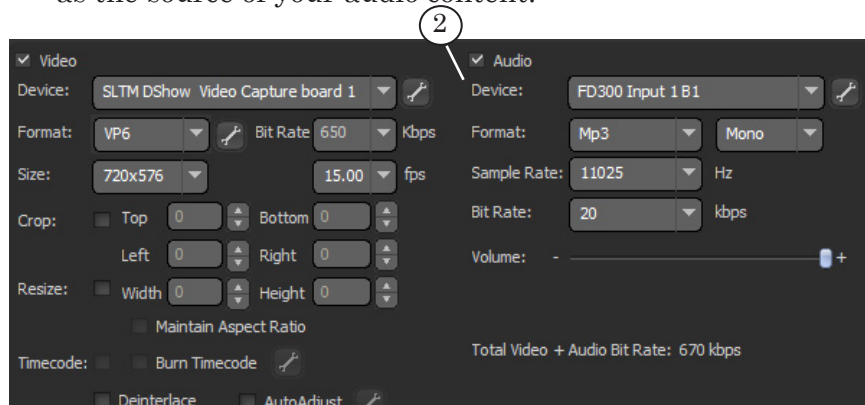 as the source of your audio content.
2
Video
Device: SLTM DShow Video Capture board 1
Format: VP6 Bit Rate 650 Kbps
Size: 720x576 15.00 fps
Crop: Top 0 Bottom 0
Left 0 Right 0
Resize: Width 0 Height 0
Maintain Aspect Ratio
Timecode: Burn Timecode
Deinterlace AutoAdjust
Audio
Device: FD300 Input 1B1
Format: Mp3 Mono
Sample Rate: 11025 Hz
Bit Rate: 20 kbps
Volume: - +
Total Video + Audio Bit Rate: 670 kbps